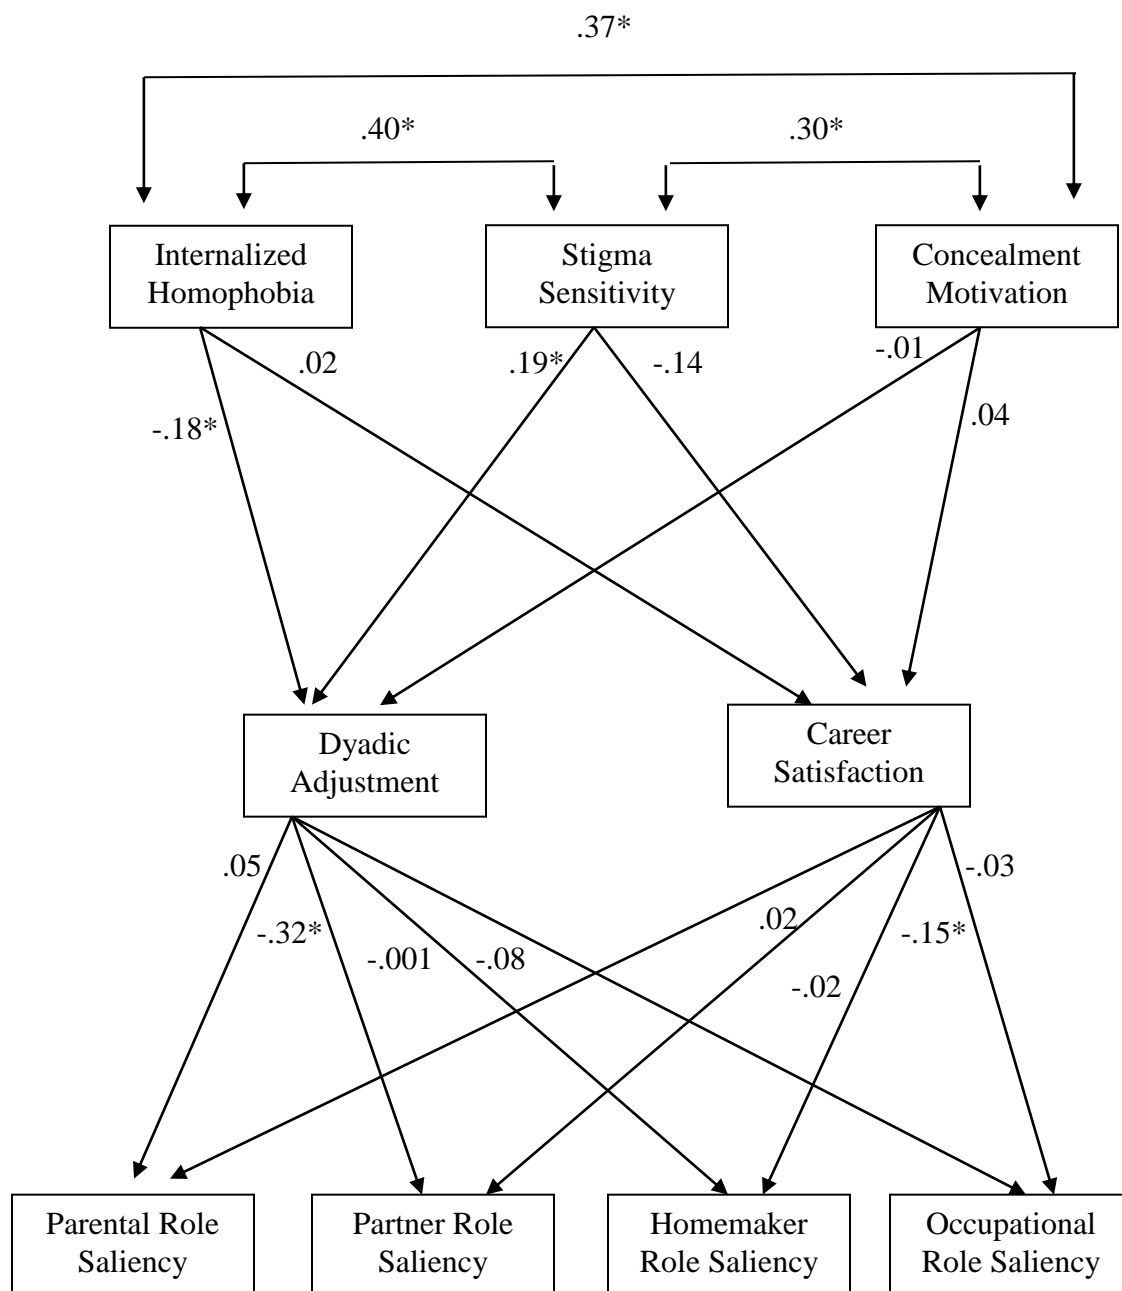 .37*
.40*
.30*
Internalized
Homophobia
Stigma
Sensitivity
Concealment
Motivation
.02
.19*
-.14
-.01
-.18*
.04
Dyadic
Adjustment
Career
Satisfaction
.05
-.03
-.32*
.02
-.15*
-.001
-.08
-.02
Parental Role
Saliency
Partner Role
Saliency
Homemaker
Role Saliency
Occupational
Role Saliency